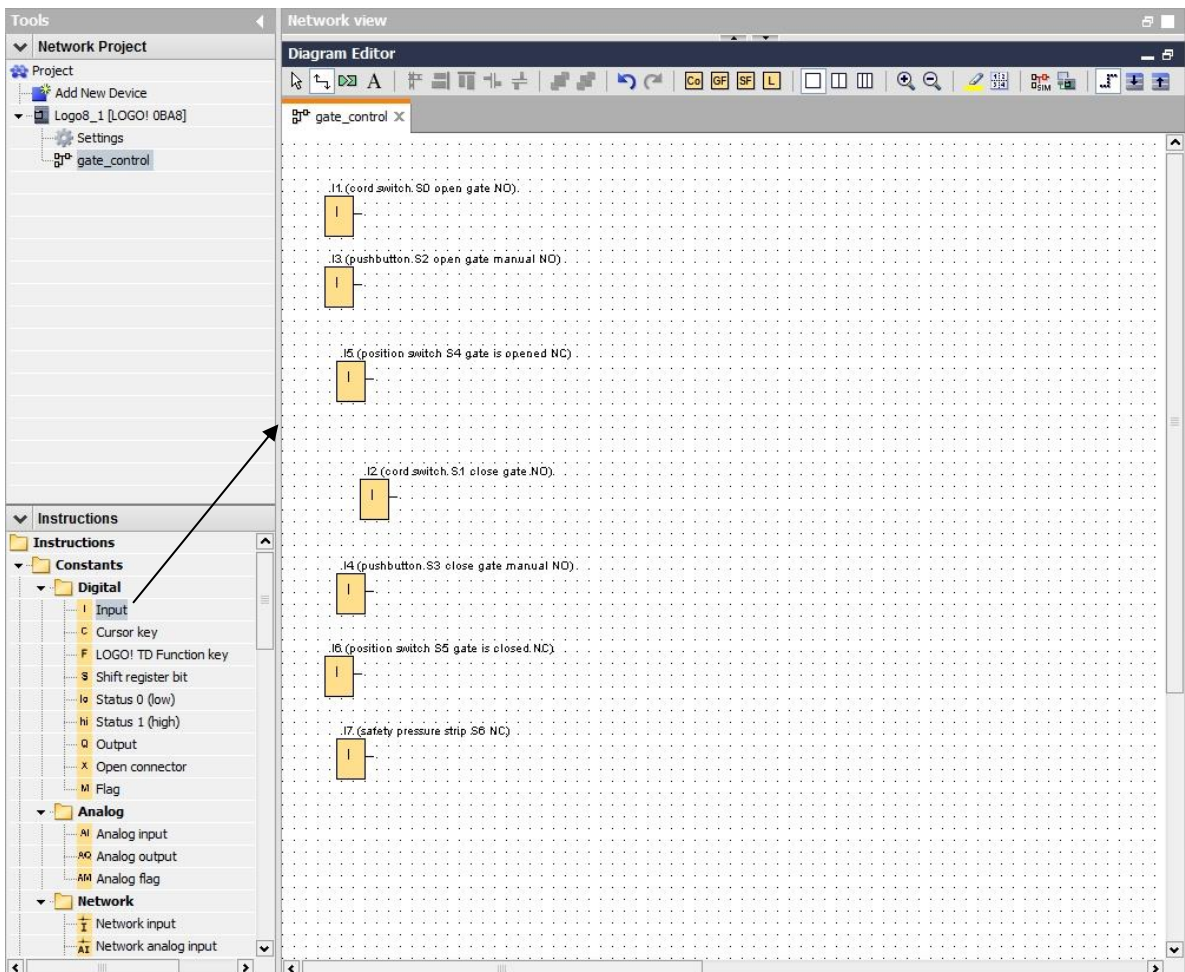 Tools
Network Project
Project
Add New Device
Logo8_1 [LOGO! 0BA8]
Settings
gate_control
Instructions
Instructions
Constants
Digital
I Input
C Cursor key
F LOGO! TD Function key
S Shift register bit
lo Status 0 (low)
hi Status 1 (high)
Q Output
X Open connector
M Flag
Analog
AI Analog input
AQ Analog output
AM Analog flag
Network
I Network input
AI Network analog input
Network view
Diagram Editor
A Co GF SF L SIM
gate_control X
I1 (cord switch S0 open gate NO)
I
I3 (pushbutton S2 open gate manual NO)
I
I5 (position switch S4 gate is opened NC)
I
I2 (cord switch S1 close gate NO)
I
I4 (pushbutton S3 close gate manual NO)
I
I6 (position switch S5 gate is closed NC)
I
I7 (safety pressure strip S6 NC)
I